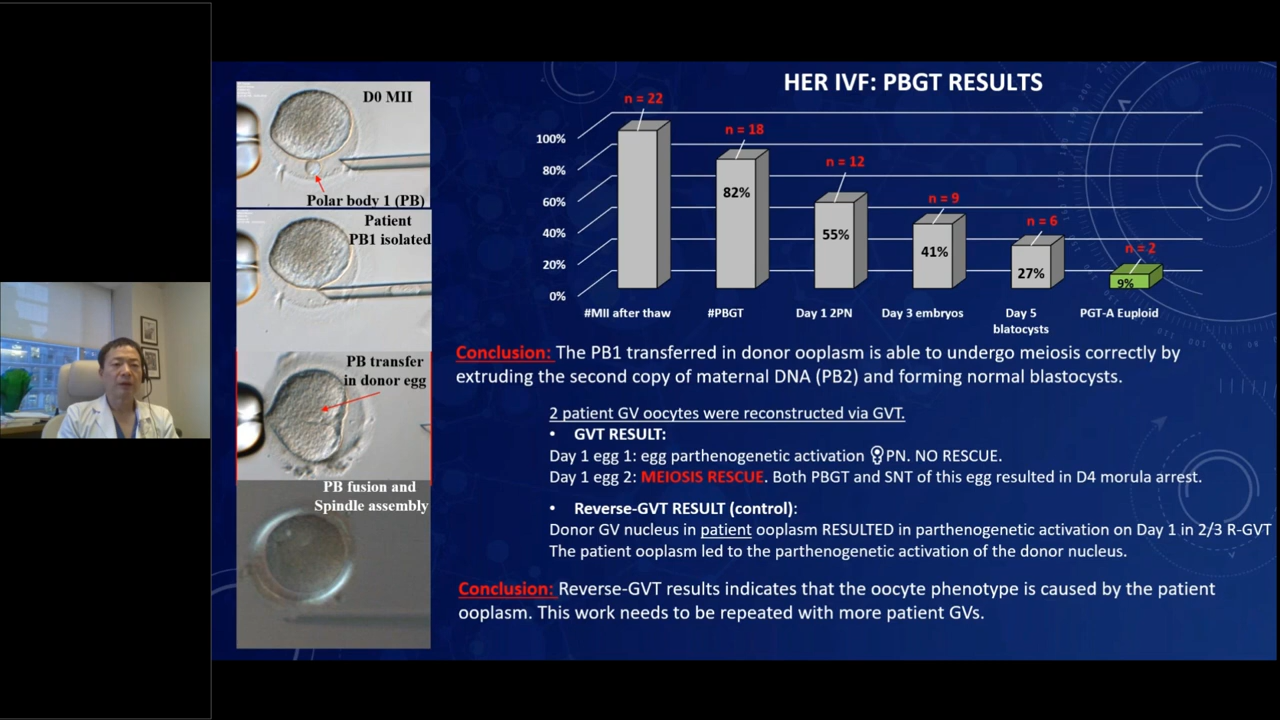 HER IVF: PBGT RESULTS
D0 MII
Polar body 1 (PB)
Patient
PB1 isolated
PB transfer
in donor egg
PB fusion and
Spindle assembly
100%
80%
60%
40%
20%
0%
n = 22
n = 18
n = 12
n = 9
n = 6
n = 2
82%
55%
41%
27%
9%
#MII after thaw
#PBGT
Day 1 2PN
Day 3 embryos
Day 5
blatocysts
PGT-A Euploid
Conclusion: The PB1 transferred in donor ooplasm is able to undergo meiosis correctly by
extruding the second copy of maternal DNA (PB2) and forming normal blastocysts.
2 patient GV oocytes were reconstructed via GVT.
• GVT RESULT:
Day 1 egg 1: egg parthenogenetic activation ♀PN. NO RESCUE.
Day 1 egg 2: MEIOSIS RESCUE. Both PBGT and SNT of this egg resulted in D4 morula arrest.
• Reverse-GVT RESULT (control):
Donor GV nucleus in patient ooplasm RESULTED in parthenogenetic activation on Day 1 in 2/3 R-GVT
The patient ooplasm led to the parthenogenetic activation of the donor nucleus.
Conclusion: Reverse-GVT results indicates that the oocyte phenotype is caused by the patient
ooplasm. This work needs to be repeated with more patient GVs.